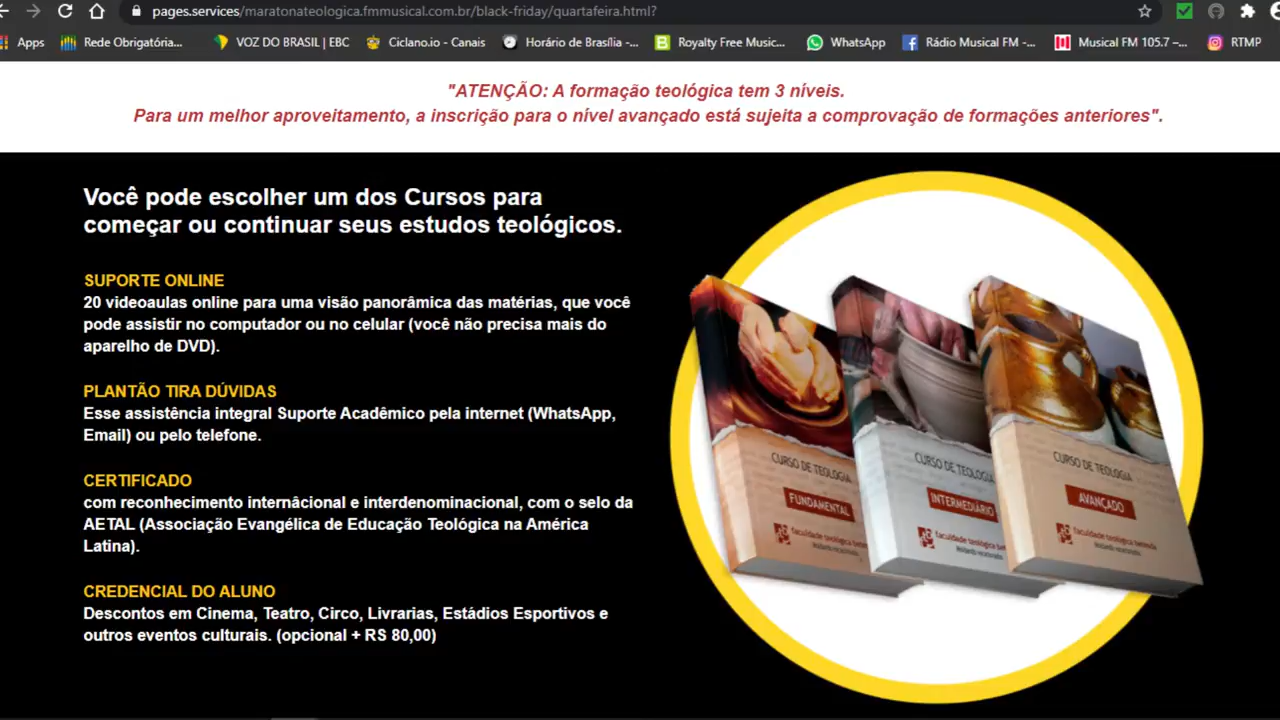 pages.services/maratonateologica.fmmusical.com.br/black-friday/quartafeira.html?
Apps Rede Obrigatória... VOZ DO BRASIL | EBC Ciclano.io - Canais Horário de Brasília -... Royalty Free Music... WhatsApp Rádio Musical FM -... Musical FM 105.7 –... RTMP
"ATENÇÃO: A formação teológica tem 3 níveis.
Para um melhor aproveitamento, a inscrição para o nível avançado está sujeita a comprovação de formações anteriores".
Você pode escolher um dos Cursos para
começar ou continuar seus estudos teológicos.
SUPORTE ONLINE
20 videoaulas online para uma visão panorâmica das matérias, que você
pode assistir no computador ou no celular (você não precisa mais do
aparelho de DVD).
PLANTÃO TIRA DÚVIDAS
Esse assistência integral Suporte Acadêmico pela internet (WhatsApp,
Email) ou pelo telefone.
CERTIFICADO
com reconhecimento internâcional e interdenominacional, com o selo da
AETAL (Associação Evangélica de Educação Teológica na América
Latina).
CREDENCIAL DO ALUNO
Descontos em Cinema, Teatro, Circo, Livrarias, Estádios Esportivos e
outros eventos culturais. (opcional + RS 80,00)
CURSO DE TEOLOGIA
FUNDAMENTAL
faculdade teológica
CURSO DE TEOLOGIA
INTERMEDIÁRIO
faculdade teológica
CURSO DE TEOLOGIA
AVANÇADO
faculdade teológica